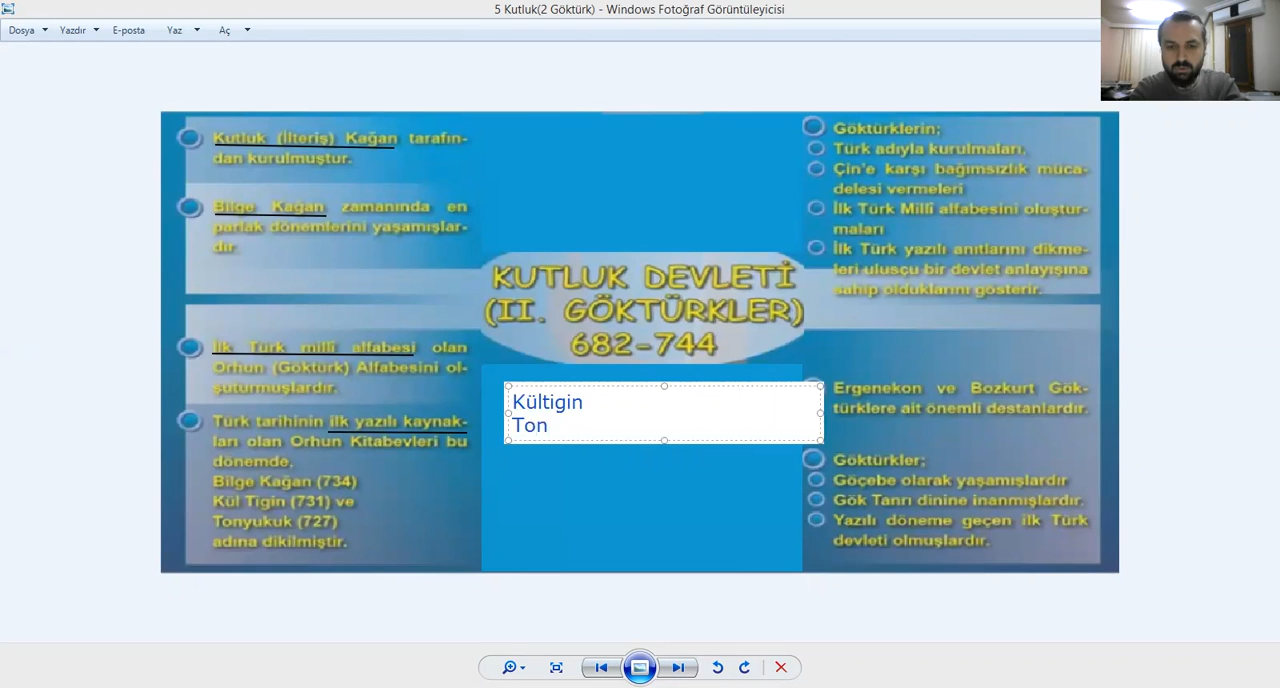 5 Kutluk(2 Göktürk) - Windows Fotoğraf Görüntüleyicisi
Dosya Yazdır E-posta Yaz Aç
Kutluk (İlteriş) Kağan tarafın-
dan kurulmuştur.
Bilge Kağan zamanında en
parlak dönemlerini yaşamışlar-
dır.
İlk Türk millî alfabesi olan
Orhun (Göktürk) Alfabesini ol-
şuturmuşlardır.
Türk tarihinin ilk yazılı kaynak-
ları olan Orhun Kitabevleri bu
dönemde,
Bilge Kağan (734)
Kül Tigin (731) ve
Tonyukuk (727)
adına dikilmiştir.
KUTLUK DEVLETİ
(II. GÖKTÜRKLER)
682-744
Kültigin
Ton
Göktürklerin;
Türk adıyla kurulmaları,
Çin'e karşı bağımsızlık müca-
delesi vermeleri
İlk Türk Millî alfabesini oluştur-
maları
İlk Türk yazılı anıtlarını dikme-
leri ulusçu bir devlet anlayışına
sahip olduklarını gösterir.
Ergenekon ve Bozkurt Gök-
türklere ait önemli destanlardır.
Göktürkler;
Göçebe olarak yaşamışlardır
Gök Tanrı dinine inanmışlardır.
Yazılı döneme geçen ilk Türk
devleti olmuşlardır.